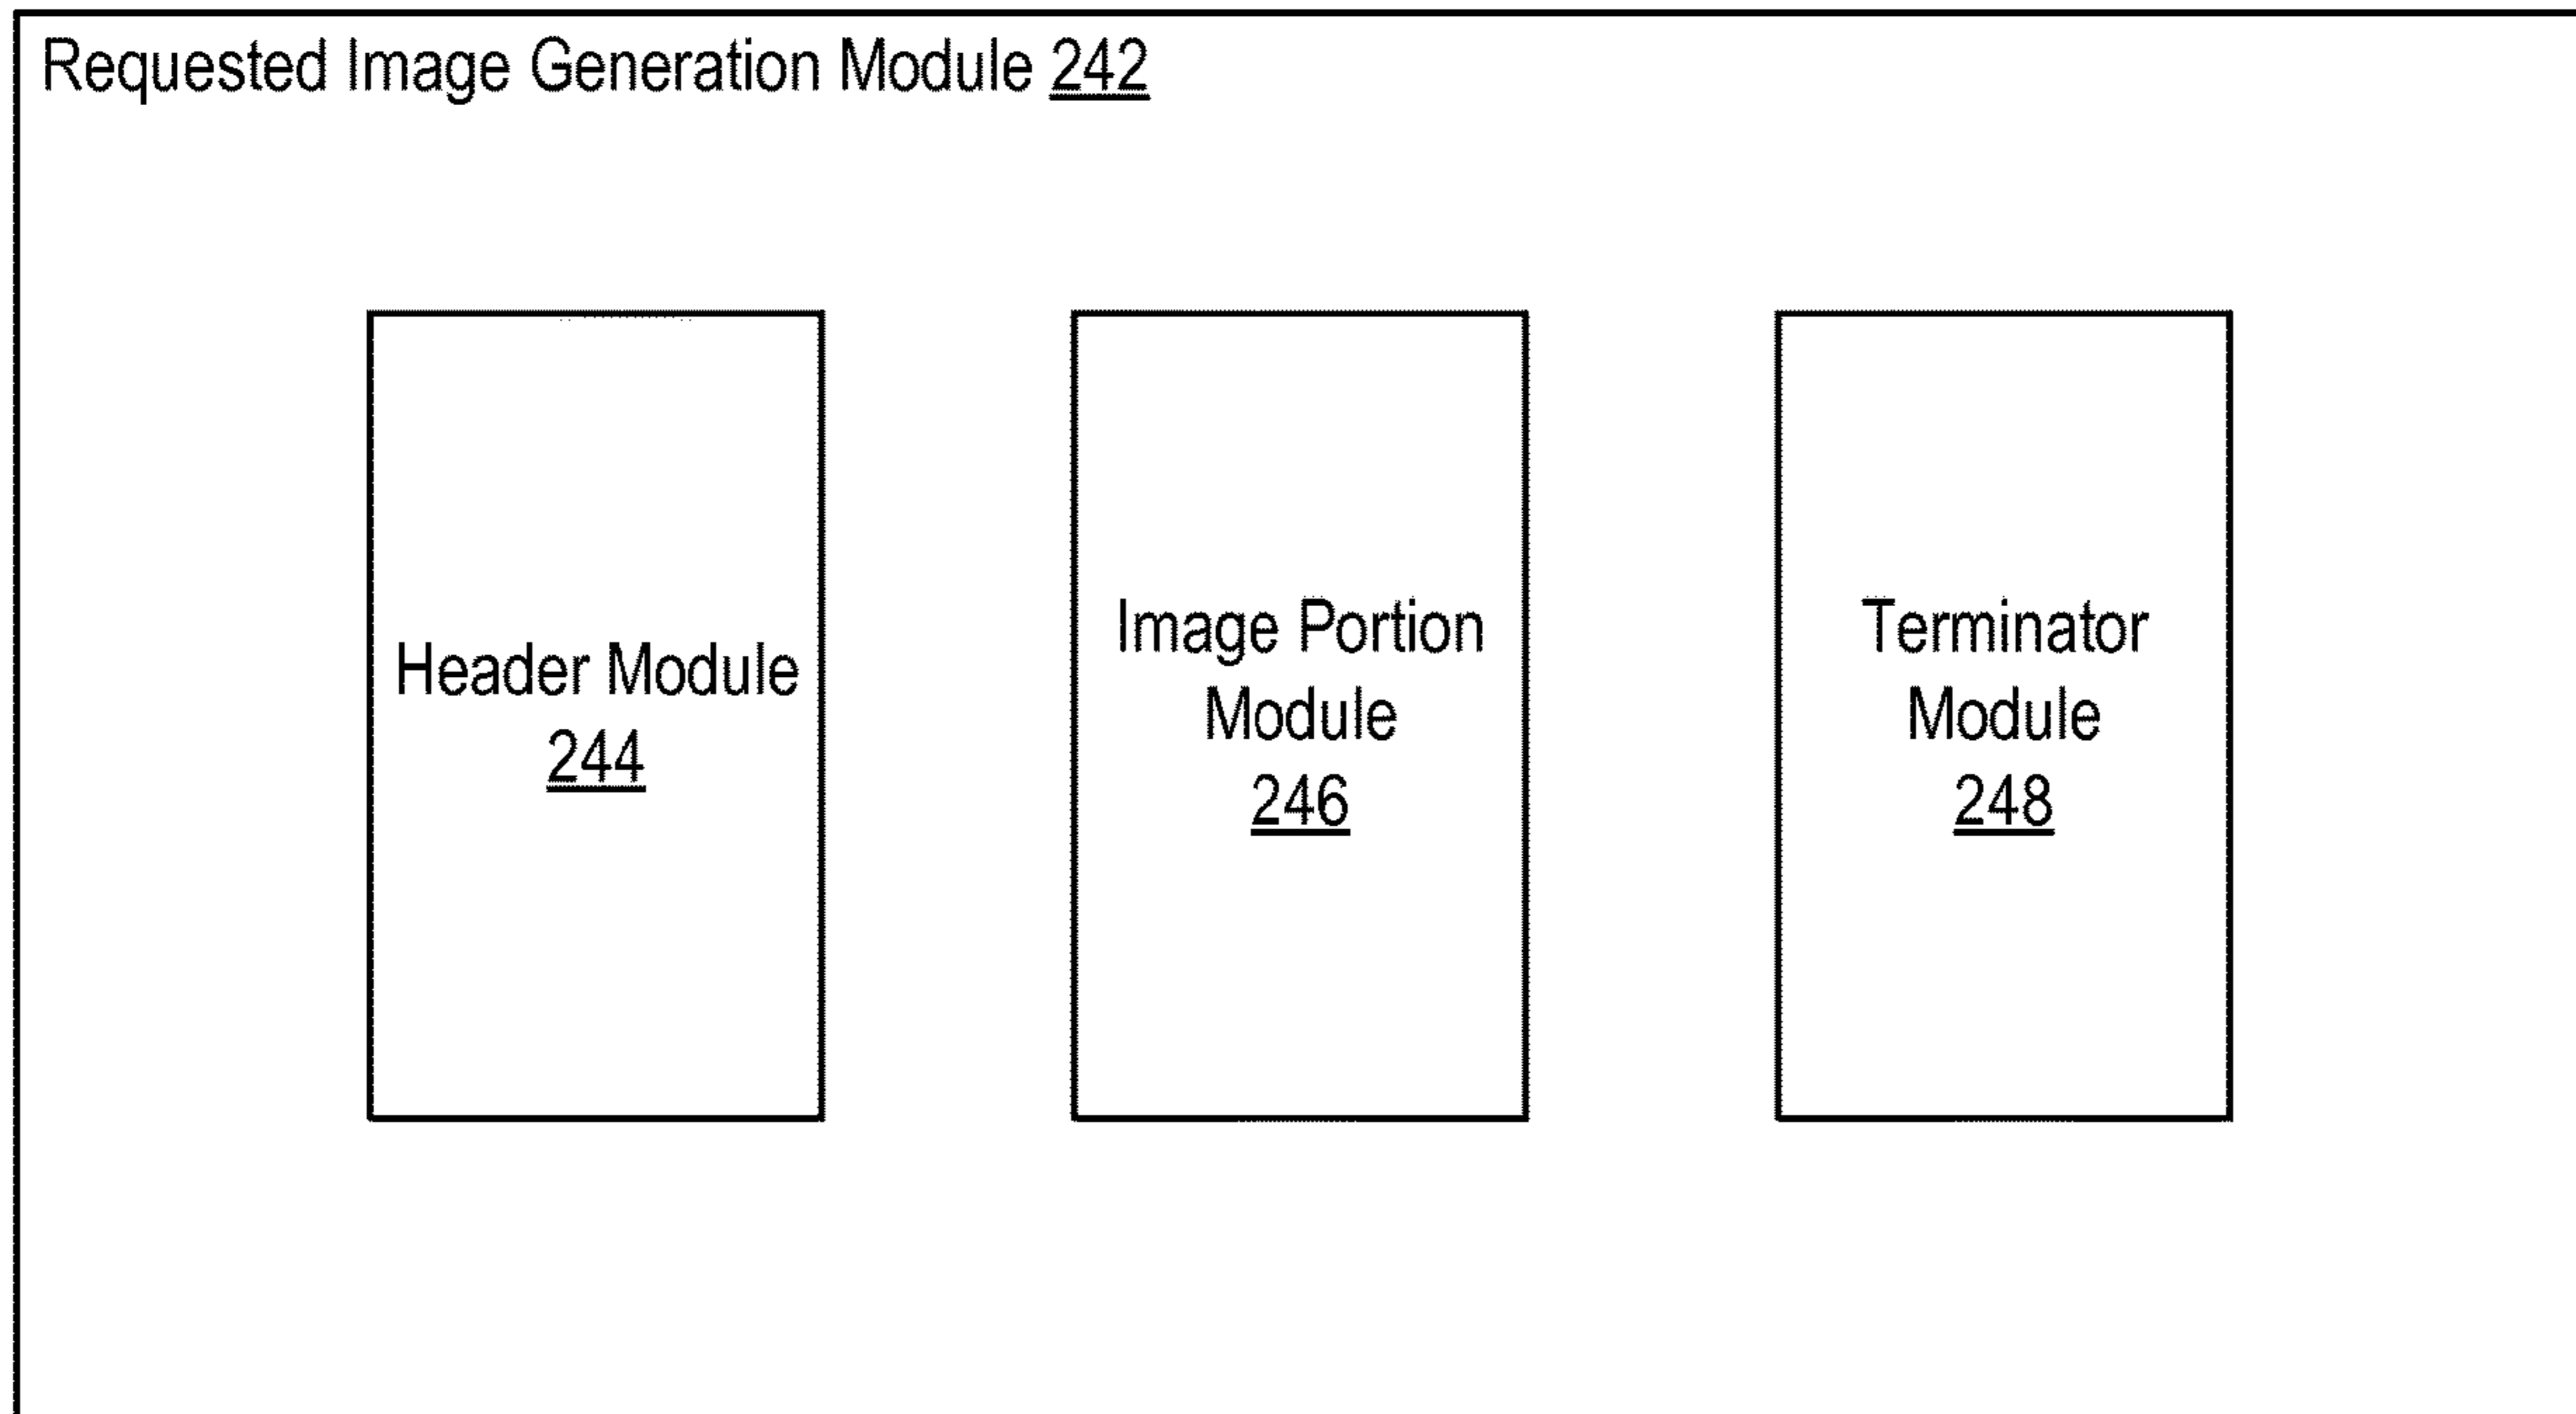 Requested Image Generation Module 242
Header Module
244
Image Portion
Module
246
Terminator
Module
248